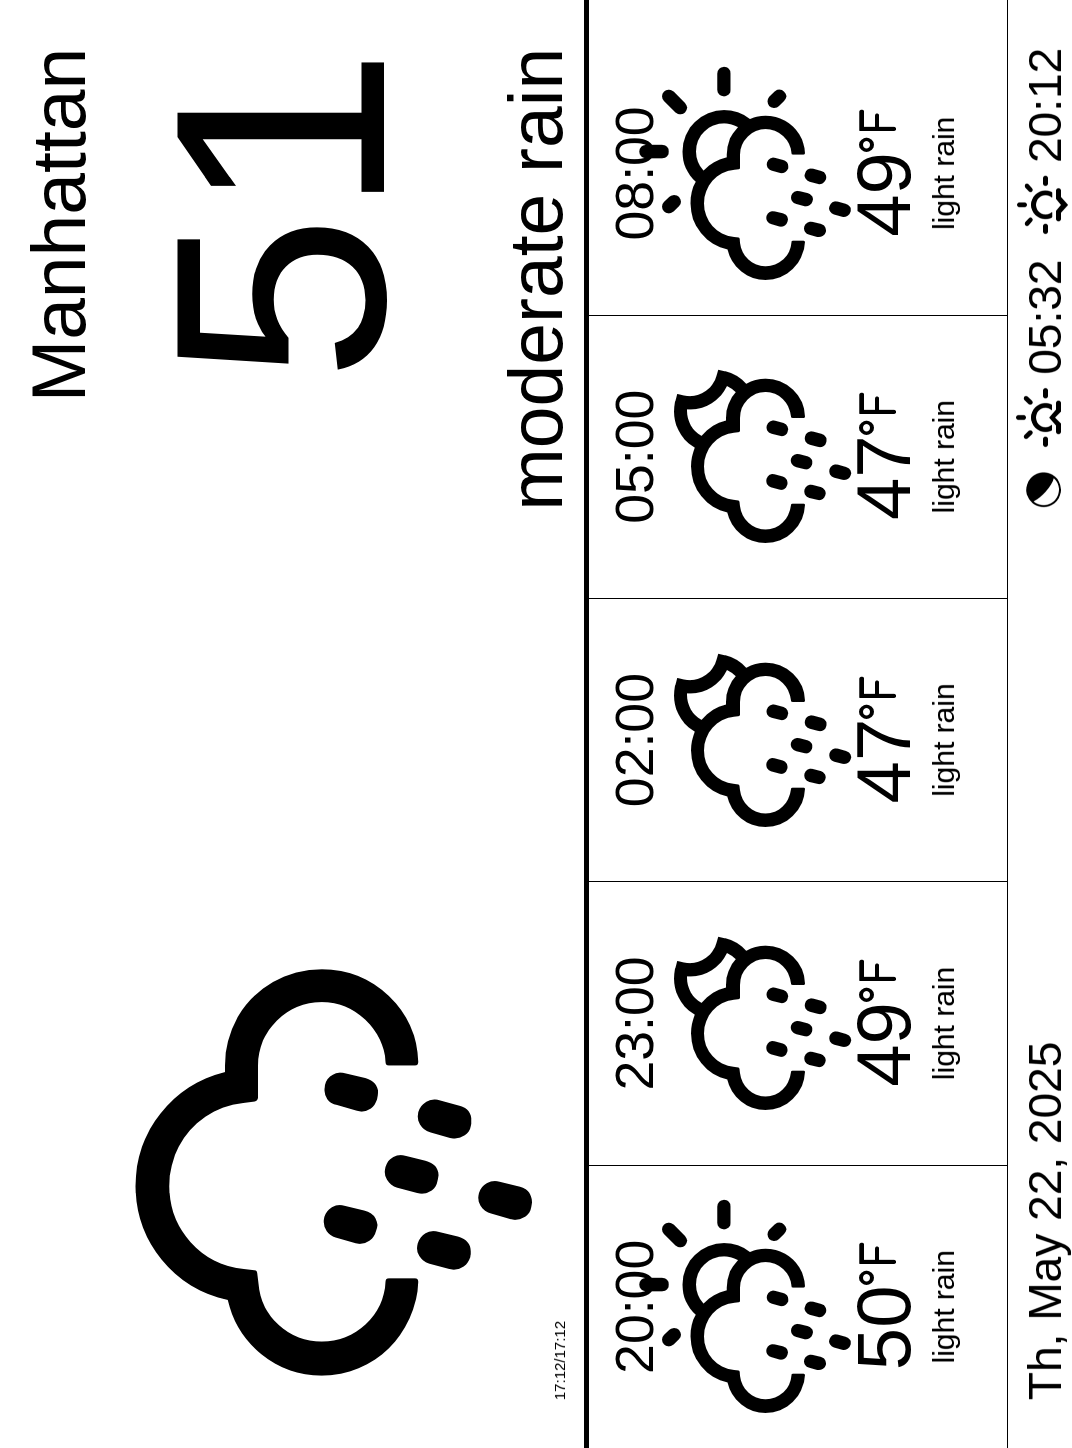 Manhattan
51
moderate rain
17:12/17:12
20:00
23:00
02:00
05:00
08:00
50°F
49°F
47°F
47°F
49°F
light rain
light rain
light rain
light rain
light rain
Th, May 22, 2025
05:32
20:12